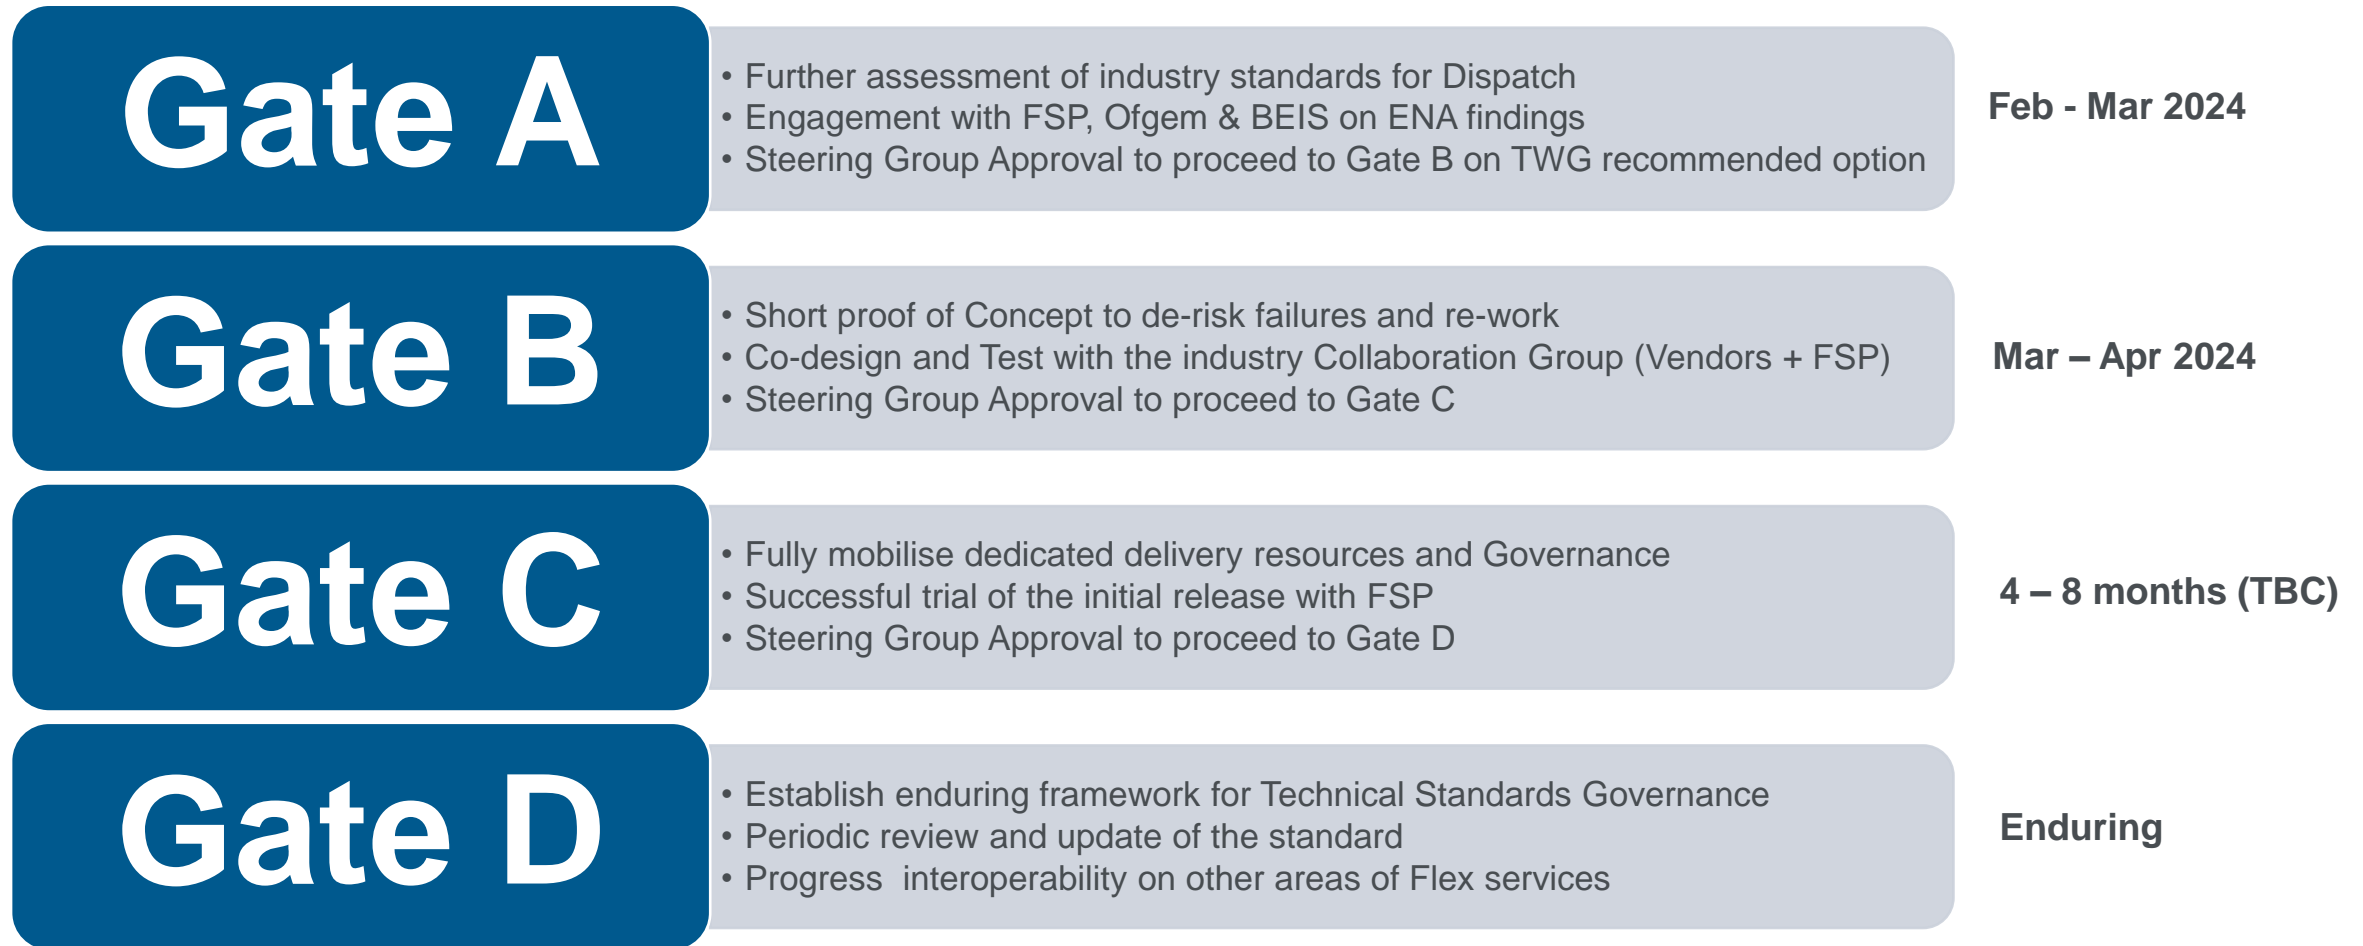 Gate A
• Further assessment of industry standards for Dispatch
• Engagement with FSP, Ofgem & BEIS on ENA findings
• Steering Group Approval to proceed to Gate B on TWG recommended option
Feb - Mar 2024
Gate B
• Short proof of Concept to de-risk failures and re-work
• Co-design and Test with the industry Collaboration Group (Vendors + FSP)
• Steering Group Approval to proceed to Gate C
Mar – Apr 2024
Gate C
• Fully mobilise dedicated delivery resources and Governance
• Successful trial of the initial release with FSP
• Steering Group Approval to proceed to Gate D
4 – 8 months (TBC)
Gate D
• Establish enduring framework for Technical Standards Governance
• Periodic review and update of the standard
• Progress  interoperability on other areas of Flex services
Enduring